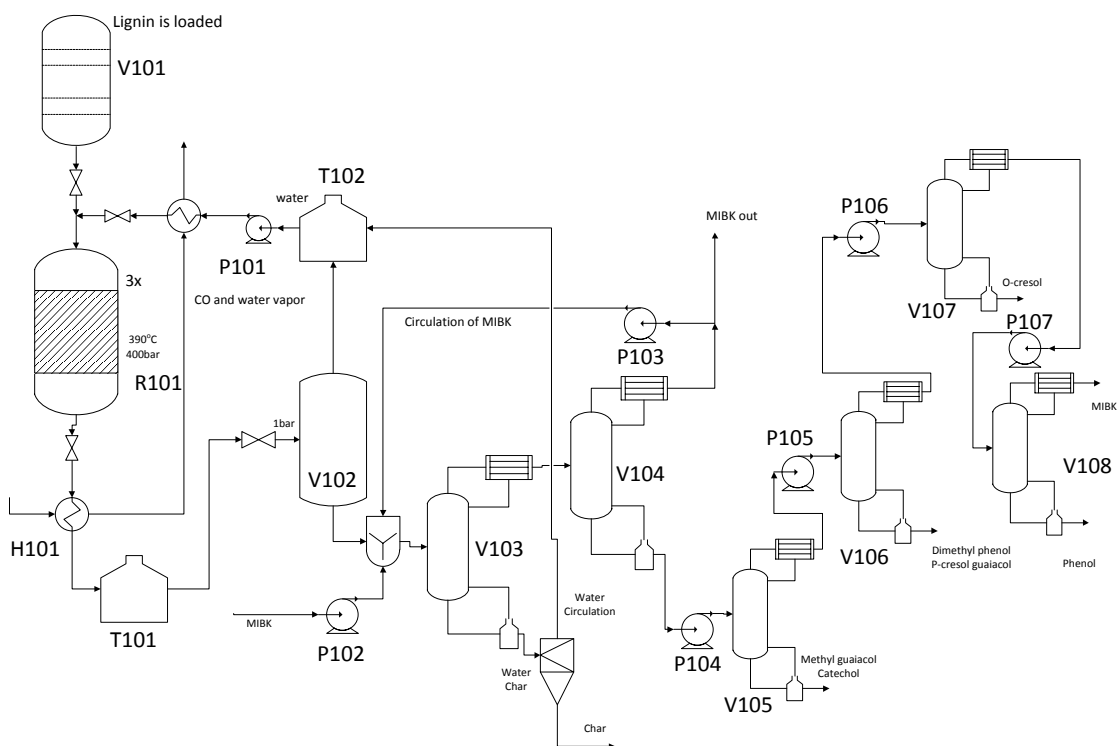 Lignin is loaded
V101
T102
water
P101
CO and water vapor
3x
390°C
400bar
R101
H101
T101
1bar
V102
MIBK
P102
Circulation of MIBK
MIBK out
P103
V103
V104
Water
Circulation
Water
Char
Char
P104
V105
Methyl guaiacol
Catechol
P105
V106
Dimethyl phenol
P-cresol guaiacol
P106
V107
O-cresol
P107
MIBK
V108
Phenol